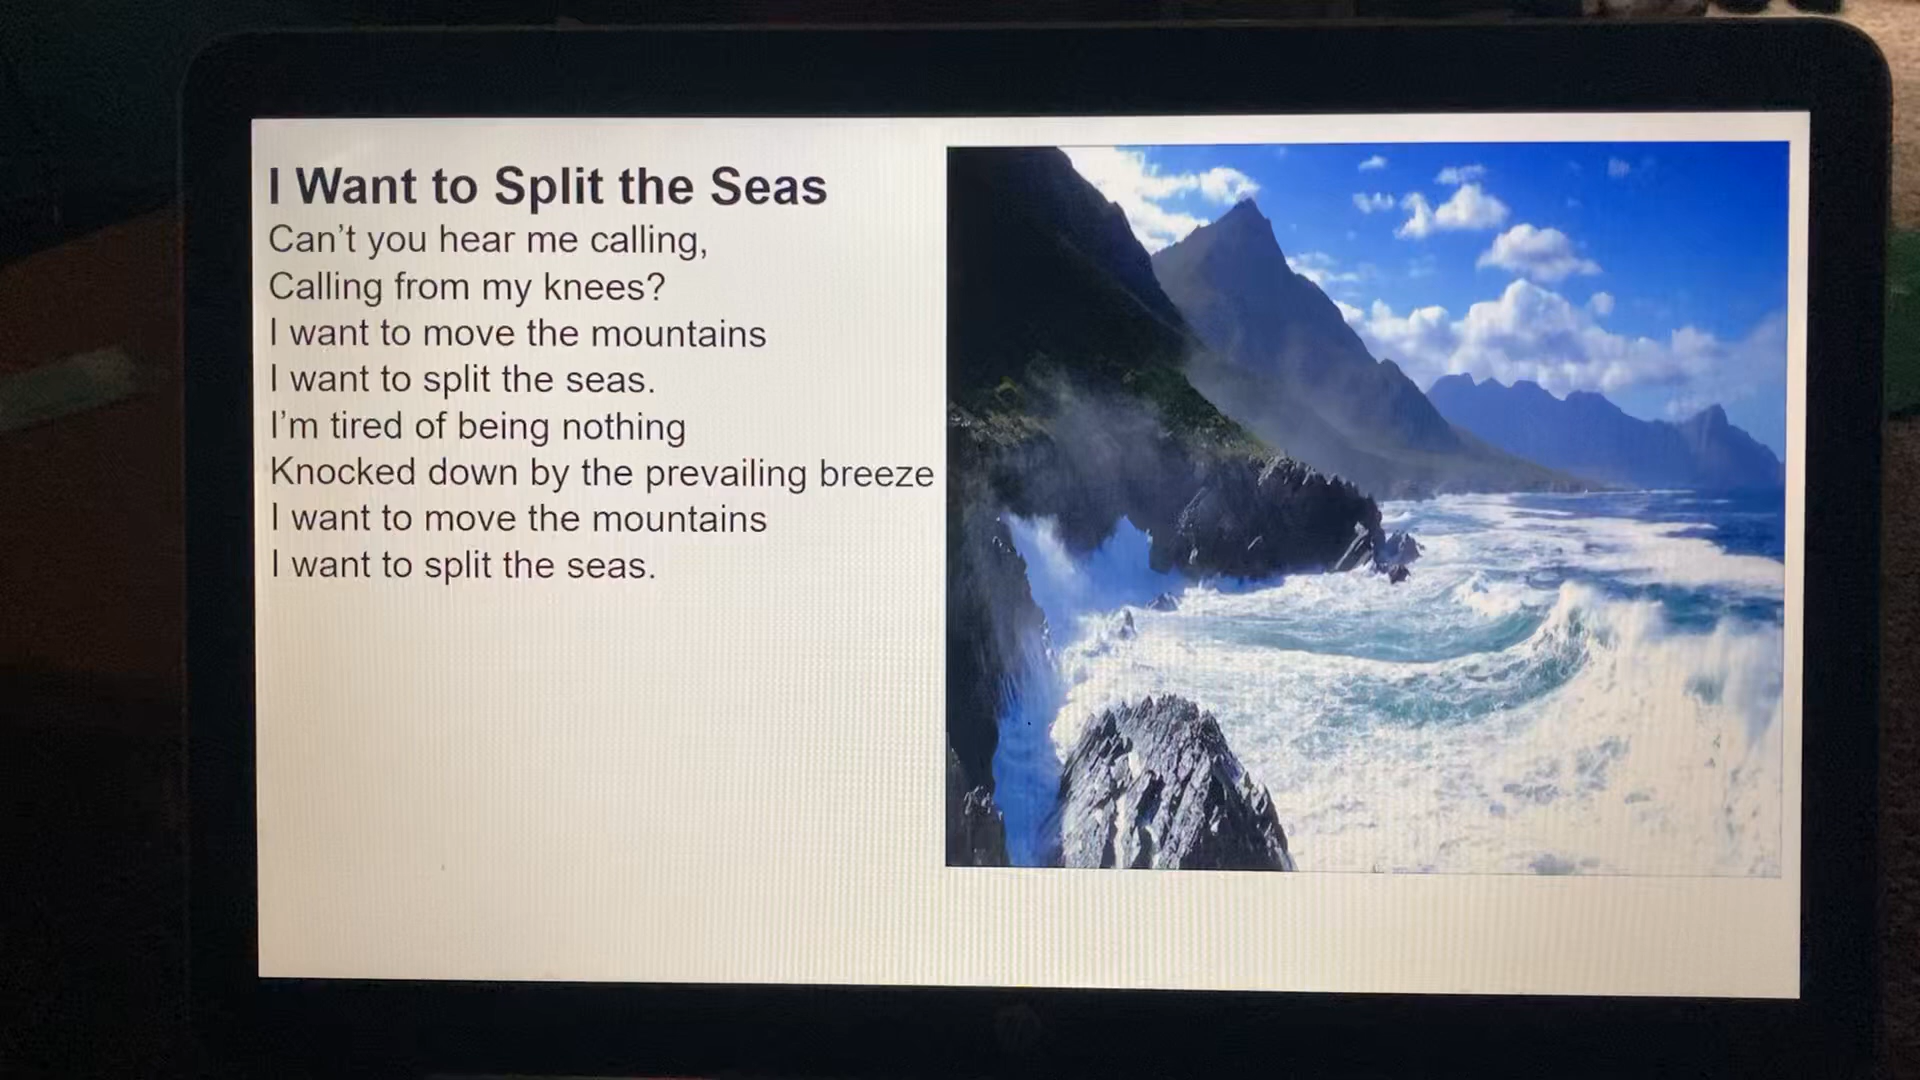 I Want to Split the Seas
Can’t you hear me calling,
Calling from my knees?
I want to move the mountains
I want to split the seas.
I’m tired of being nothing
Knocked down by the prevailing breeze
I want to move the mountains
I want to split the seas.